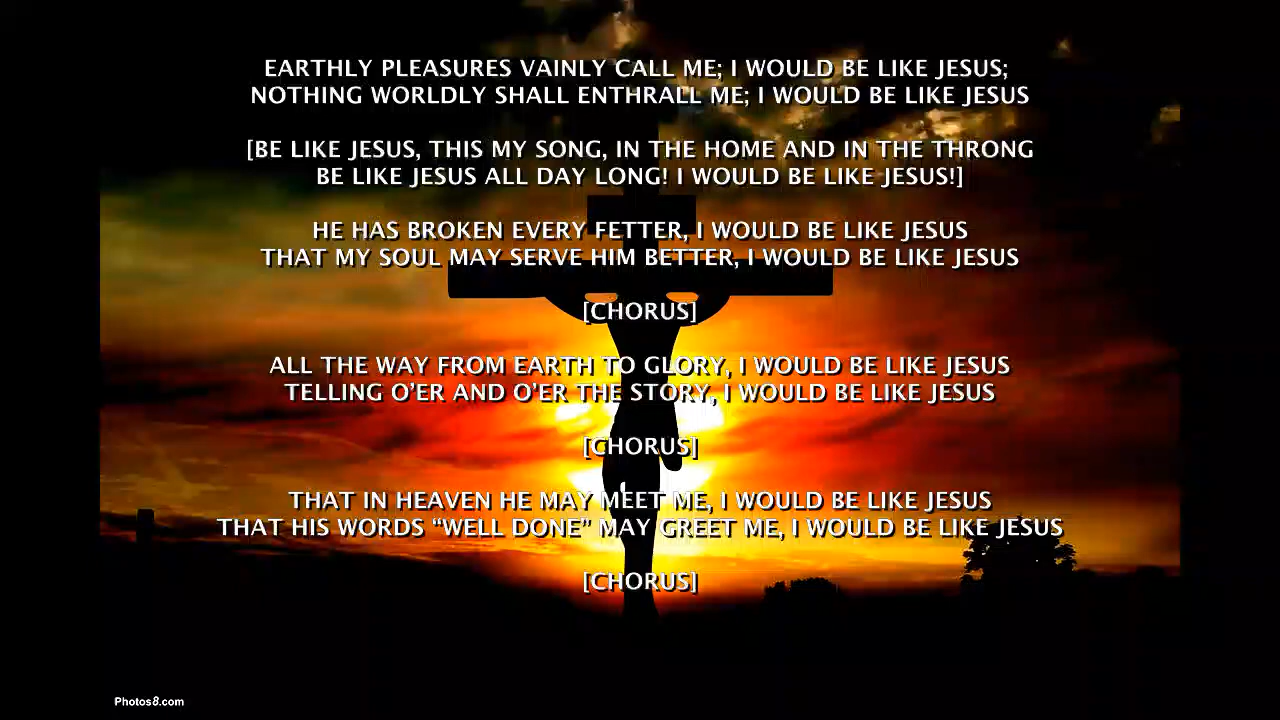 EARTHLY PLEASURES VAINLY CALL ME; I WOULD BE LIKE JESUS;
NOTHING WORLDLY SHALL ENTHRALL ME; I WOULD BE LIKE JESUS
[BE LIKE JESUS, THIS MY SONG, IN THE HOME AND IN THE THRONG
BE LIKE JESUS ALL DAY LONG! I WOULD BE LIKE JESUS!]
HE HAS BROKEN EVERY FETTER, I WOULD BE LIKE JESUS
THAT MY SOUL MAY SERVE HIM BETTER, I WOULD BE LIKE JESUS
[CHORUS]
ALL THE WAY FROM EARTH TO GLORY, I WOULD BE LIKE JESUS
TELLING O’ER AND O’ER THE STORY, I WOULD BE LIKE JESUS
[CHORUS]
THAT IN HEAVEN HE MAY MEET ME, I WOULD BE LIKE JESUS
THAT HIS WORDS “WELL DONE” MAY GREET ME, I WOULD BE LIKE JESUS
[CHORUS]
Photos8.com